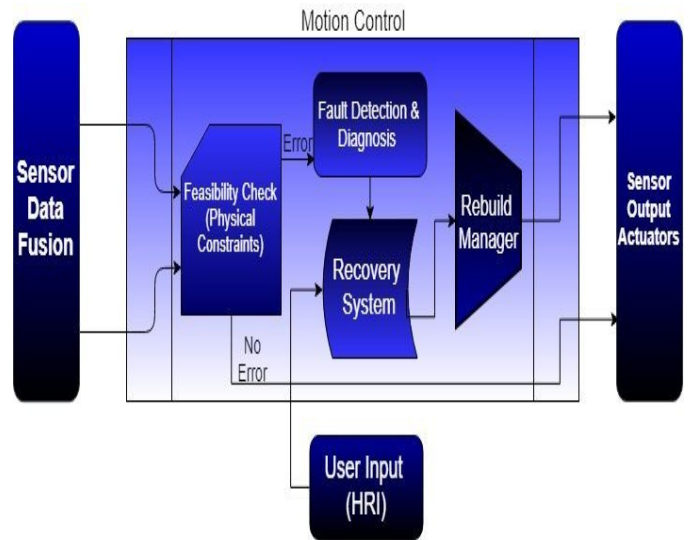 Motion Control
Sensor
Data
Fusion
Feasibility Check
(Physical
Constraints)
Error
Fault Detection &
Diagnosis
Recovery
System
Rebuild
Manager
Sensor
Output
Actuators
No
Error
User Input
(HRI)